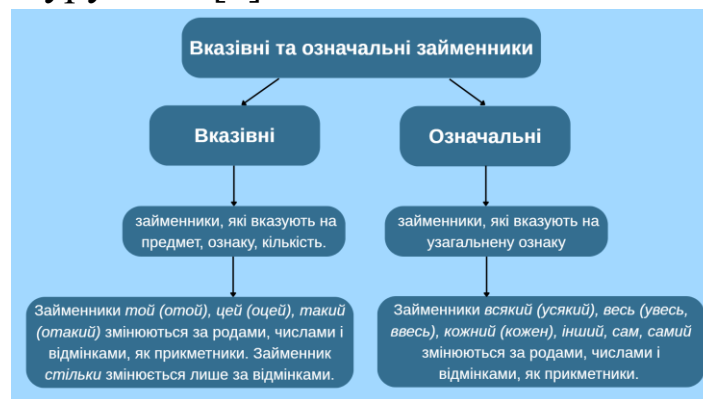 Вказівні та означальні займенники
Вказівні
Означальні
займенники, які вказують на
предмет, ознаку, кількість.
займенники, які вказують на
узагальнену ознаку
Займенники той (отой), цей (оцей), такий
(отакий) змінюються за родами, числами і
відмінками, як прикметники. Займенник
стільки змінюється лише за відмінками.
Займенники всякий (усякий), весь (увесь,
ввесь), кожний (кожен), інший, сам, самий
змінюються за родами, числами і
відмінками, як прикметники.